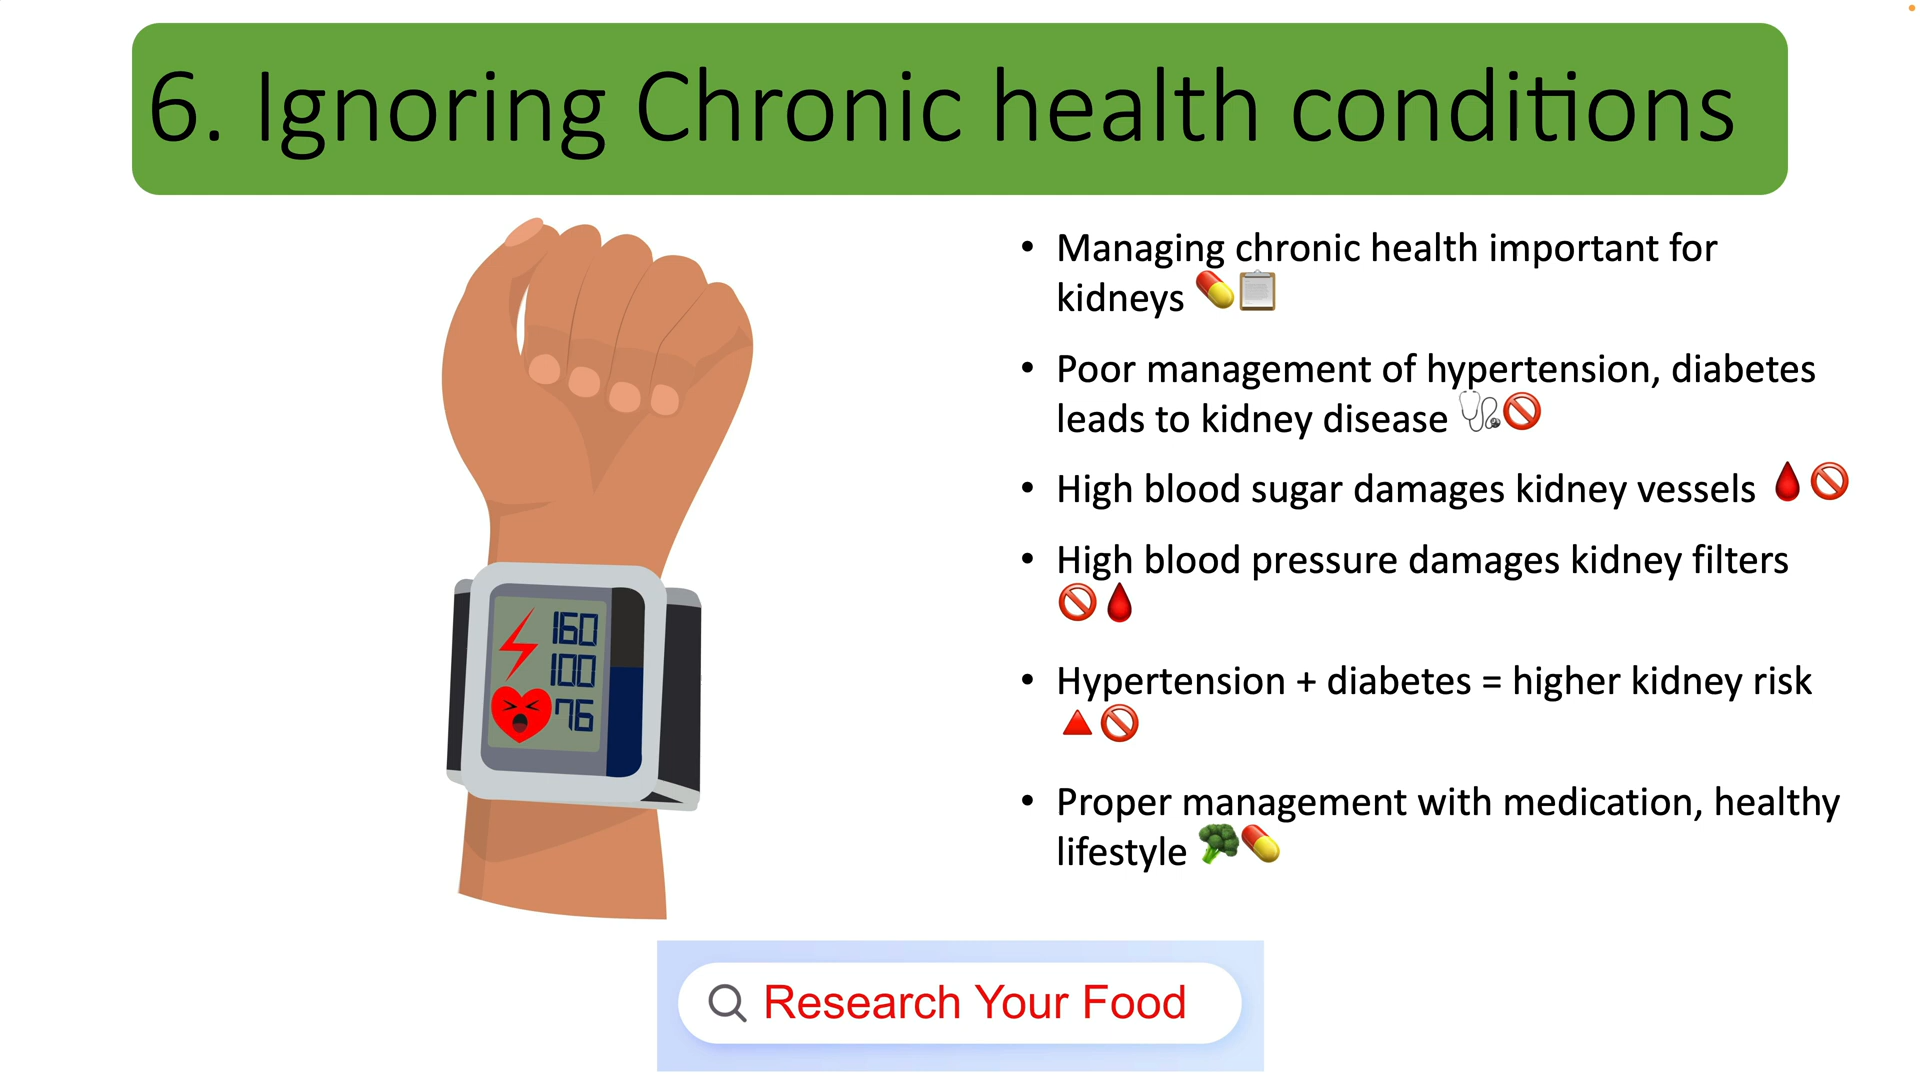 6. Ignoring Chronic health conditions
• Managing chronic health important for
kidneys 💊📋
• Poor management of hypertension, diabetes
leads to kidney disease 🩺🚫
• High blood sugar damages kidney vessels 🩸🚫
• High blood pressure damages kidney filters
🚫🩸
• Hypertension + diabetes = higher kidney risk
🔺🚫
• Proper management with medication, healthy
lifestyle 🥦💊
160
100
76
Research Your Food